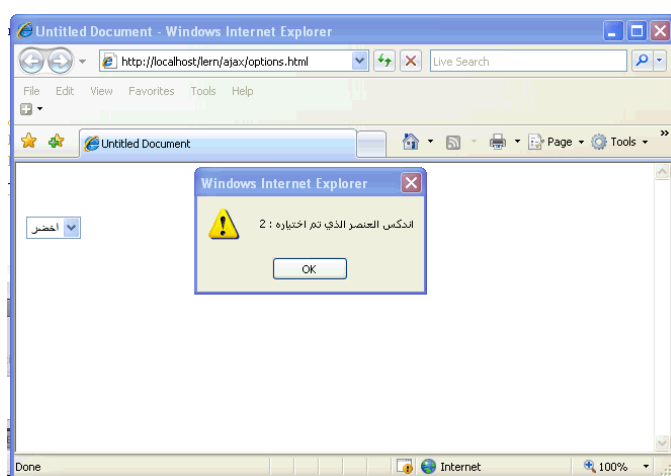 Untitled Document - Windows Internet Explorer
http://localhost/lern/ajax/options.html
Live Search
File Edit View Favorites Tools Help
Untitled Document
Page
Tools
»
Windows Internet Explorer
اندكس العنصر الذي تم اختياره : 2
OK
اخضر
Done
Internet
100%